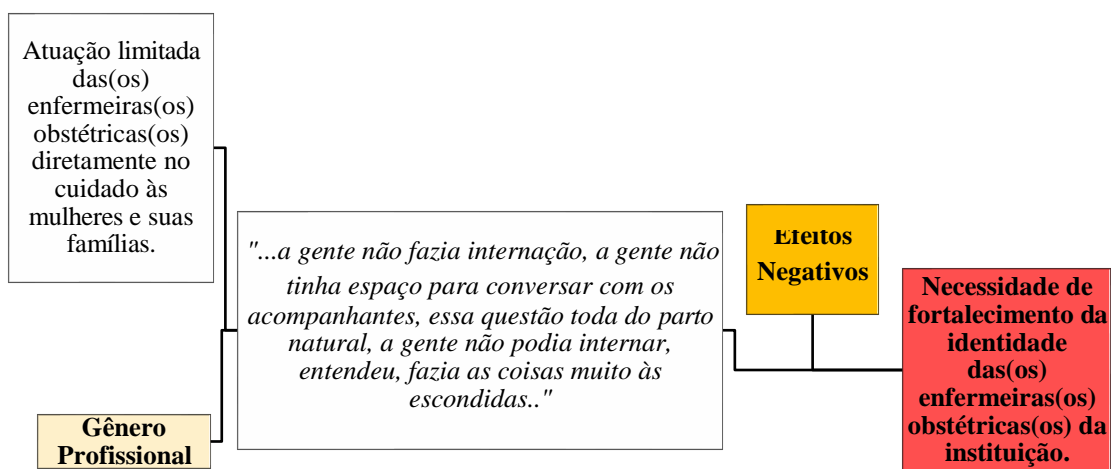 Atuação limitada
das(os)
enfermeiras(os)
obstétricas(os)
diretamente no
cuidado às
mulheres e suas
famílias.
"...a gente não fazia internação, a gente não
tinha espaço para conversar com os
acompanhantes, essa questão toda do parto
natural, a gente não podia internar,
entendeu, fazia as coisas muito às
escondidas.."
Gênero
Profissional
Efeitos
Negativos
Necessidade de
fortalecimento da
identidade
das(os)
enfermeiras(os)
obstétricas(os) da
instituição.